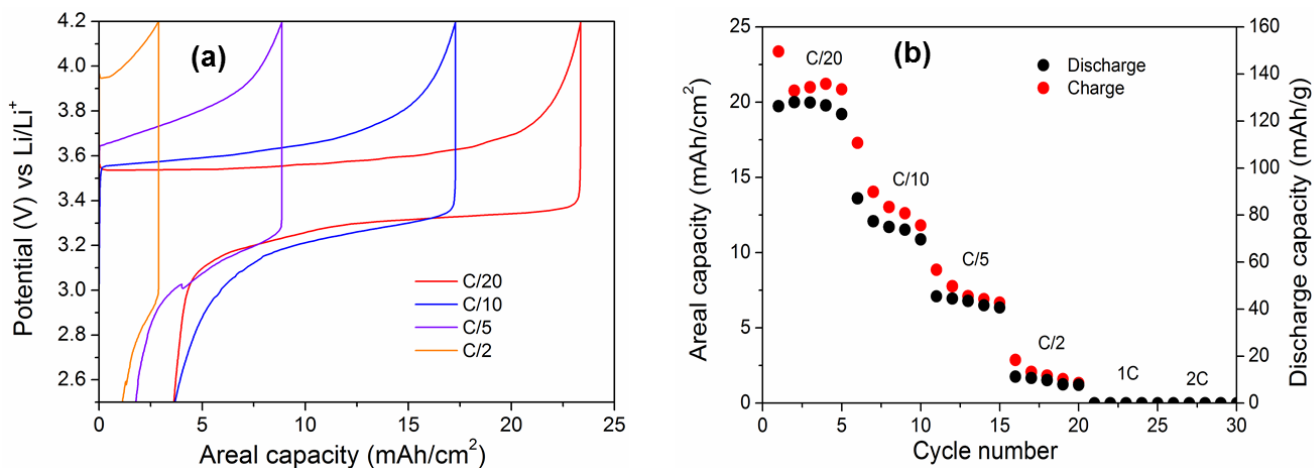 (a)
Potential (V) vs Li/Li⁺
4.2
4.0
3.8
3.6
3.4
3.2
3.0
2.8
2.6
C/20
C/10
C/5
C/2
0 5 10 15 20 25
Areal capacity (mAh/cm²)
(b)
Areal capacity (mAh/cm²)
25
20
15
10
5
0
C/20
C/10
C/5
C/2
1C
2C
Discharge
Charge
160
140
120
100
80
60
40
20
0
Discharge capacity (mAh/g)
0 5 10 15 20 25 30
Cycle number